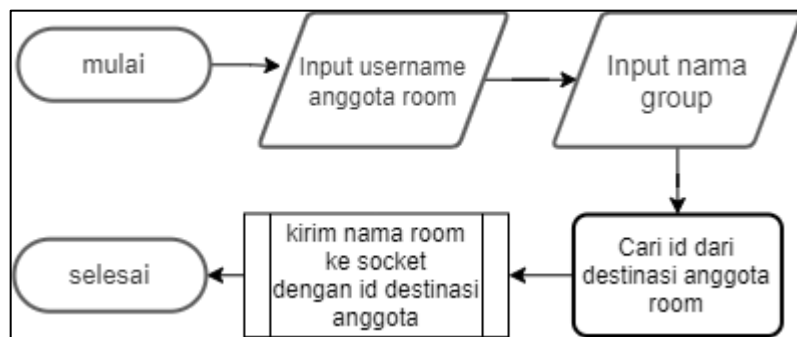 mulai
Input username
anggota room
Input nama
group
Cari id dari
destinasi anggota
room
kirim nama room
ke socket
dengan id destinasi
anggota
selesai